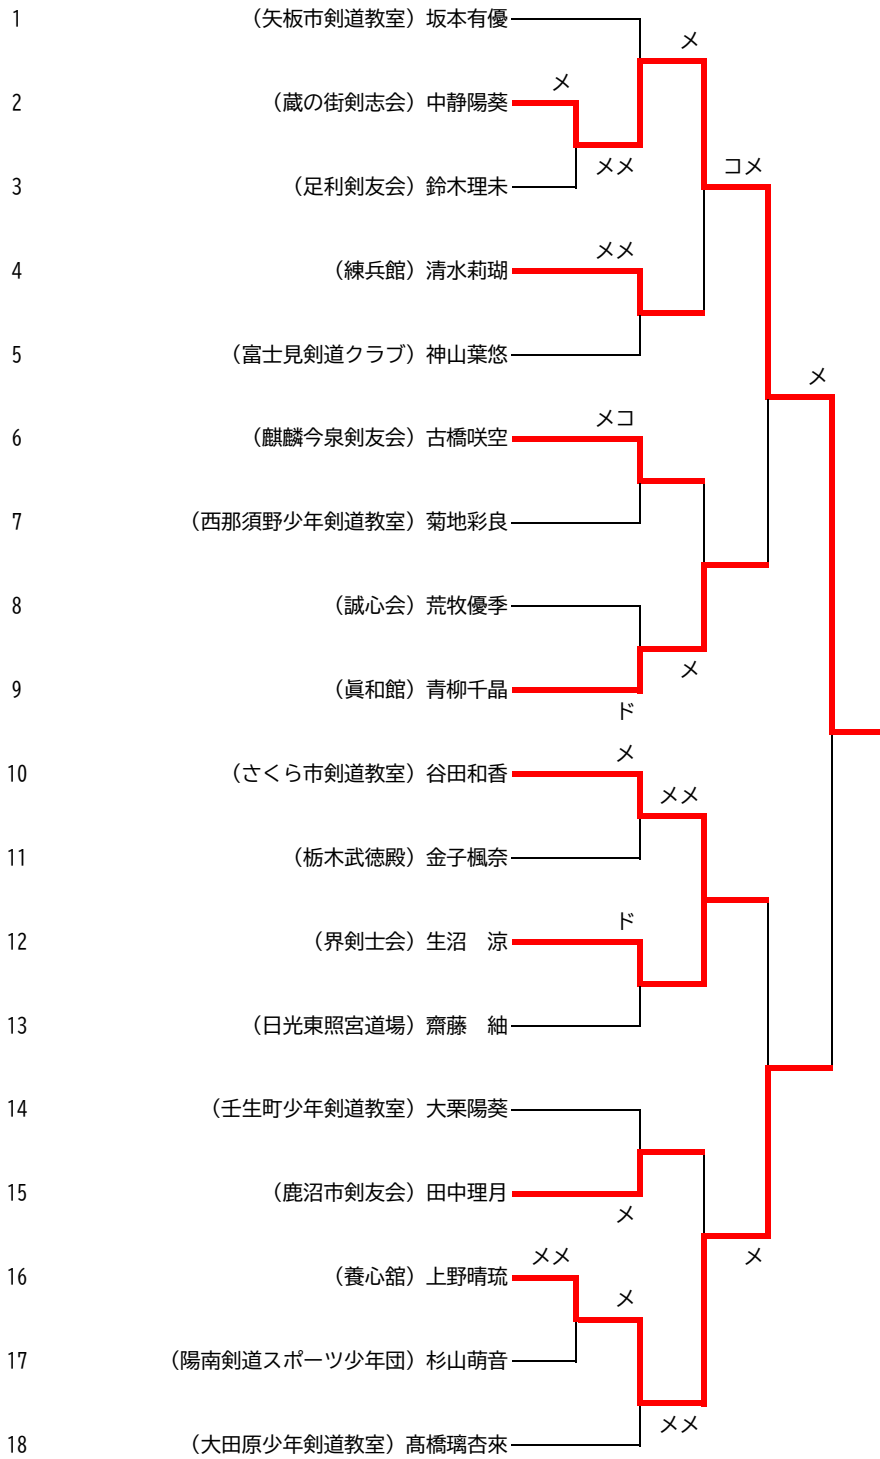 1 （矢板市剣道教室）坂本有優
メ
メ
2 （蔵の街剣志会）中静陽葵
メメ
コメ
3 （足利剣友会）鈴木理未
メメ
4 （練兵館）清水莉瑚
5 （富士見剣道クラブ）神山葉悠
メ
メコ
6 （麒麟今泉剣友会）古橋咲空
7 （西那須野少年剣道教室）菊地彩良
8 （誠心会）荒牧優季
メ
9 （眞和館）青柳千晶
ド
メ
10 （さくら市剣道教室）谷田和香
メメ
11 （栃木武徳殿）金子楓奈
ド
12 （界剣士会）生沼　涼
13 （日光東照宮道場）齋藤　紬
14 （壬生町少年剣道教室）大栗陽葵
15 （鹿沼市剣友会）田中理月
メ
メメ
メ
16 （養心舘）上野晴琉
メ
17 （陽南剣道スポーツ少年団）杉山萌音
メメ
18 （大田原少年剣道教室）髙橋璃杏來